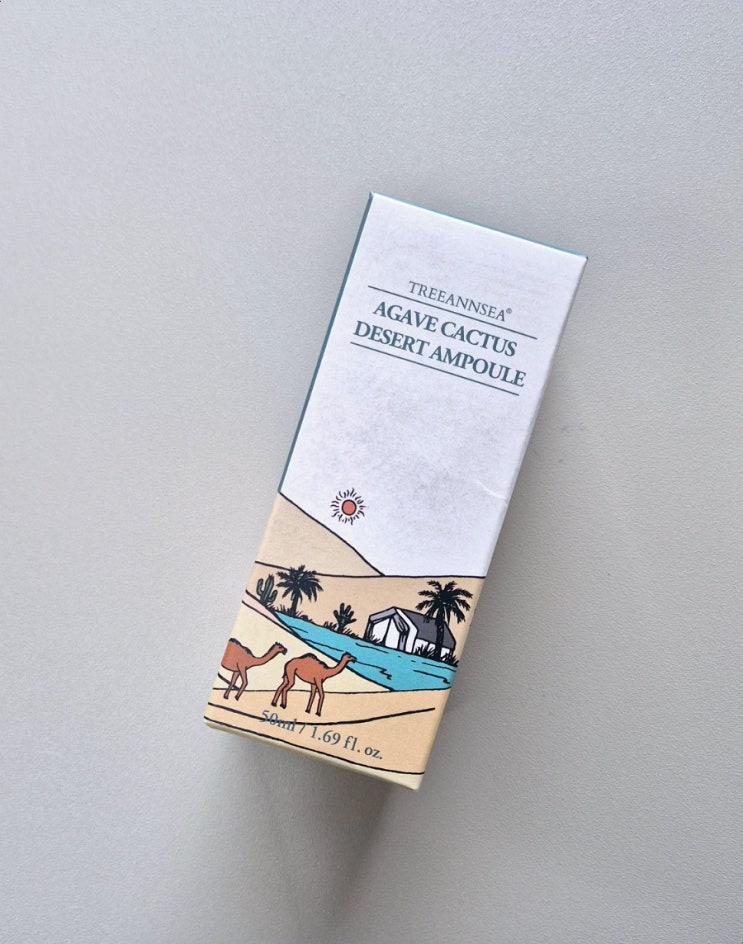 TREEANNSEA®
AGAVE CACTUS
DESERT AMPOULE
50ml / 1.69 fl. oz.